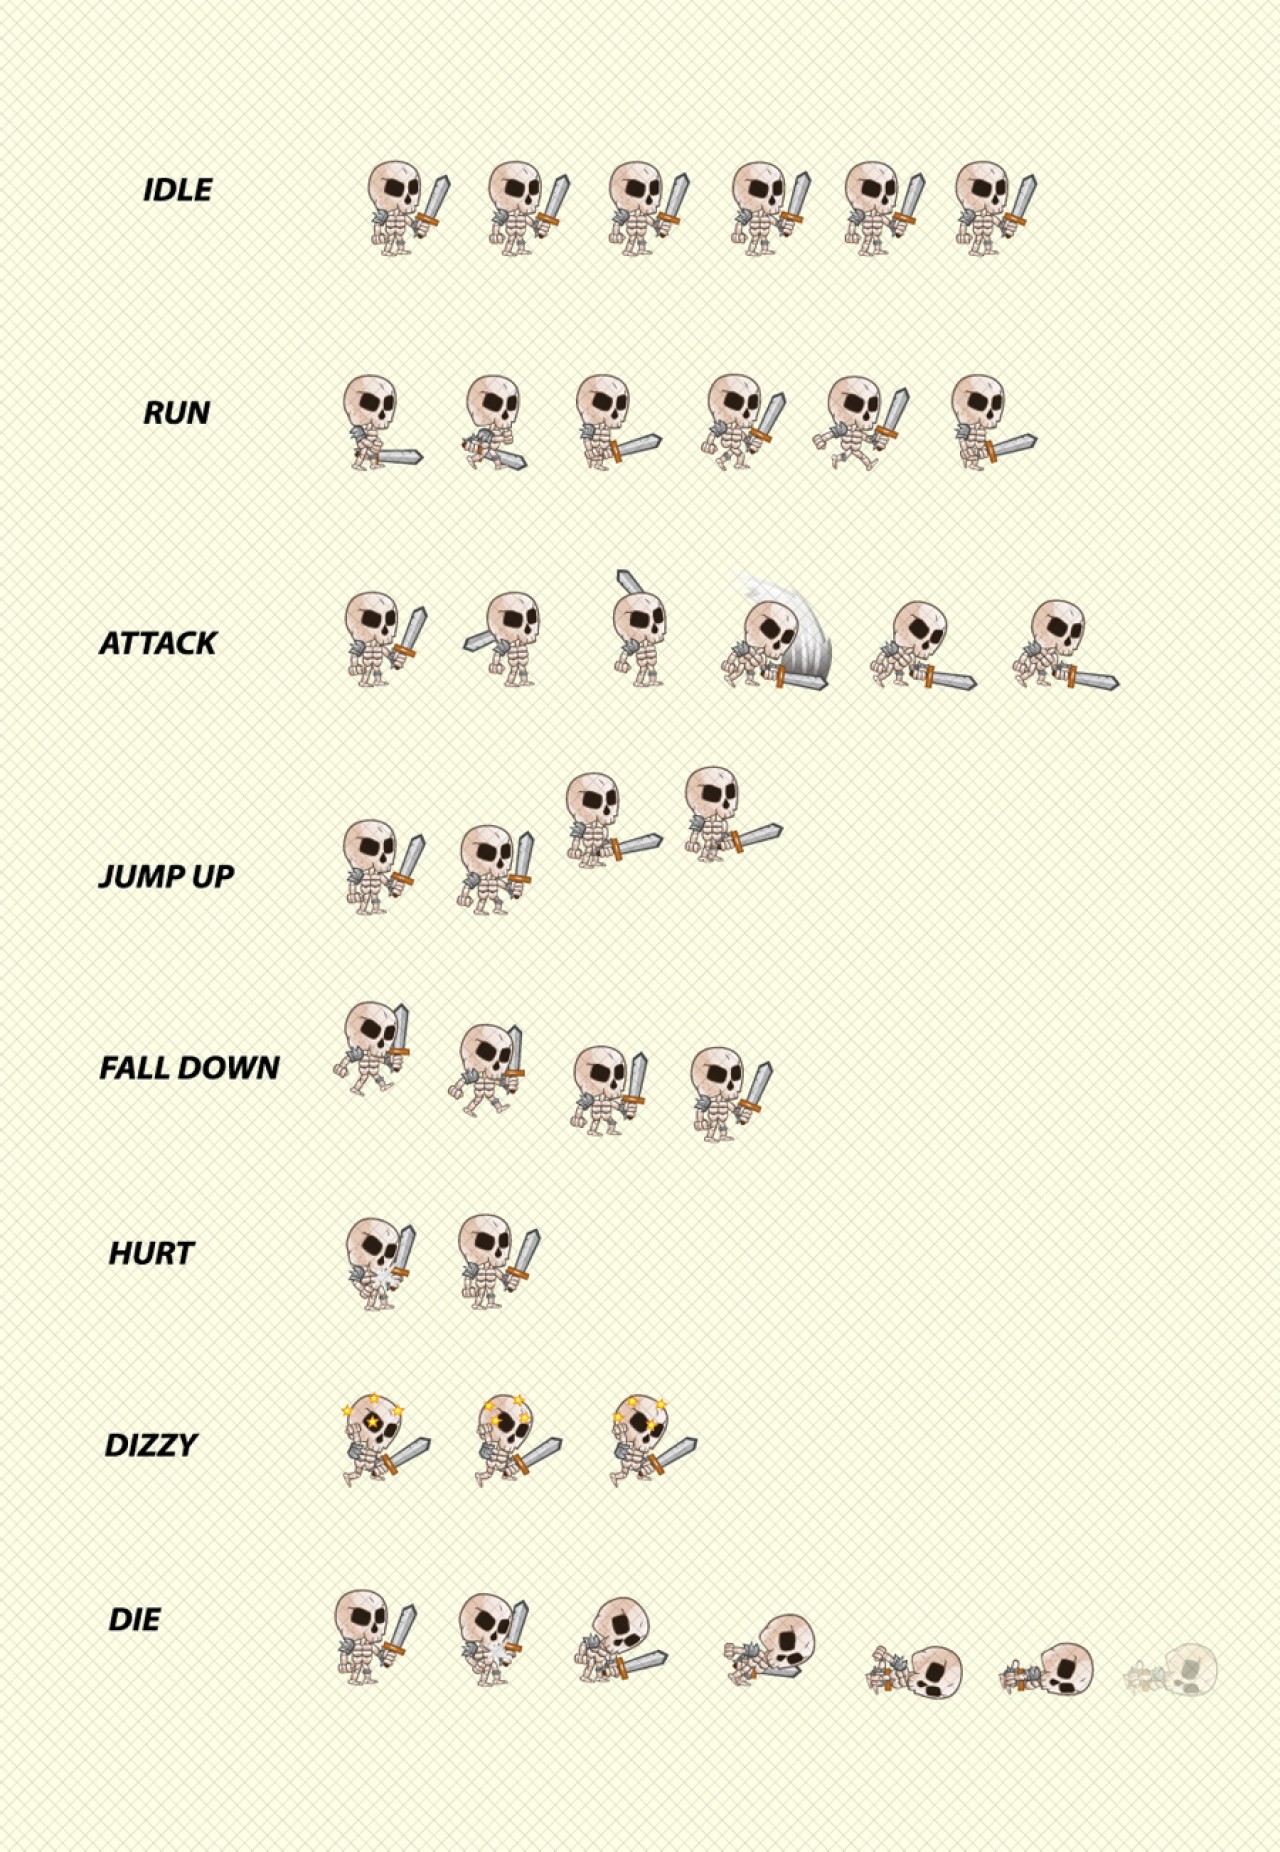 IDLE
RUN
ATTACK
JUMP UP
FALL DOWN
HURT
DIZZY
DIE